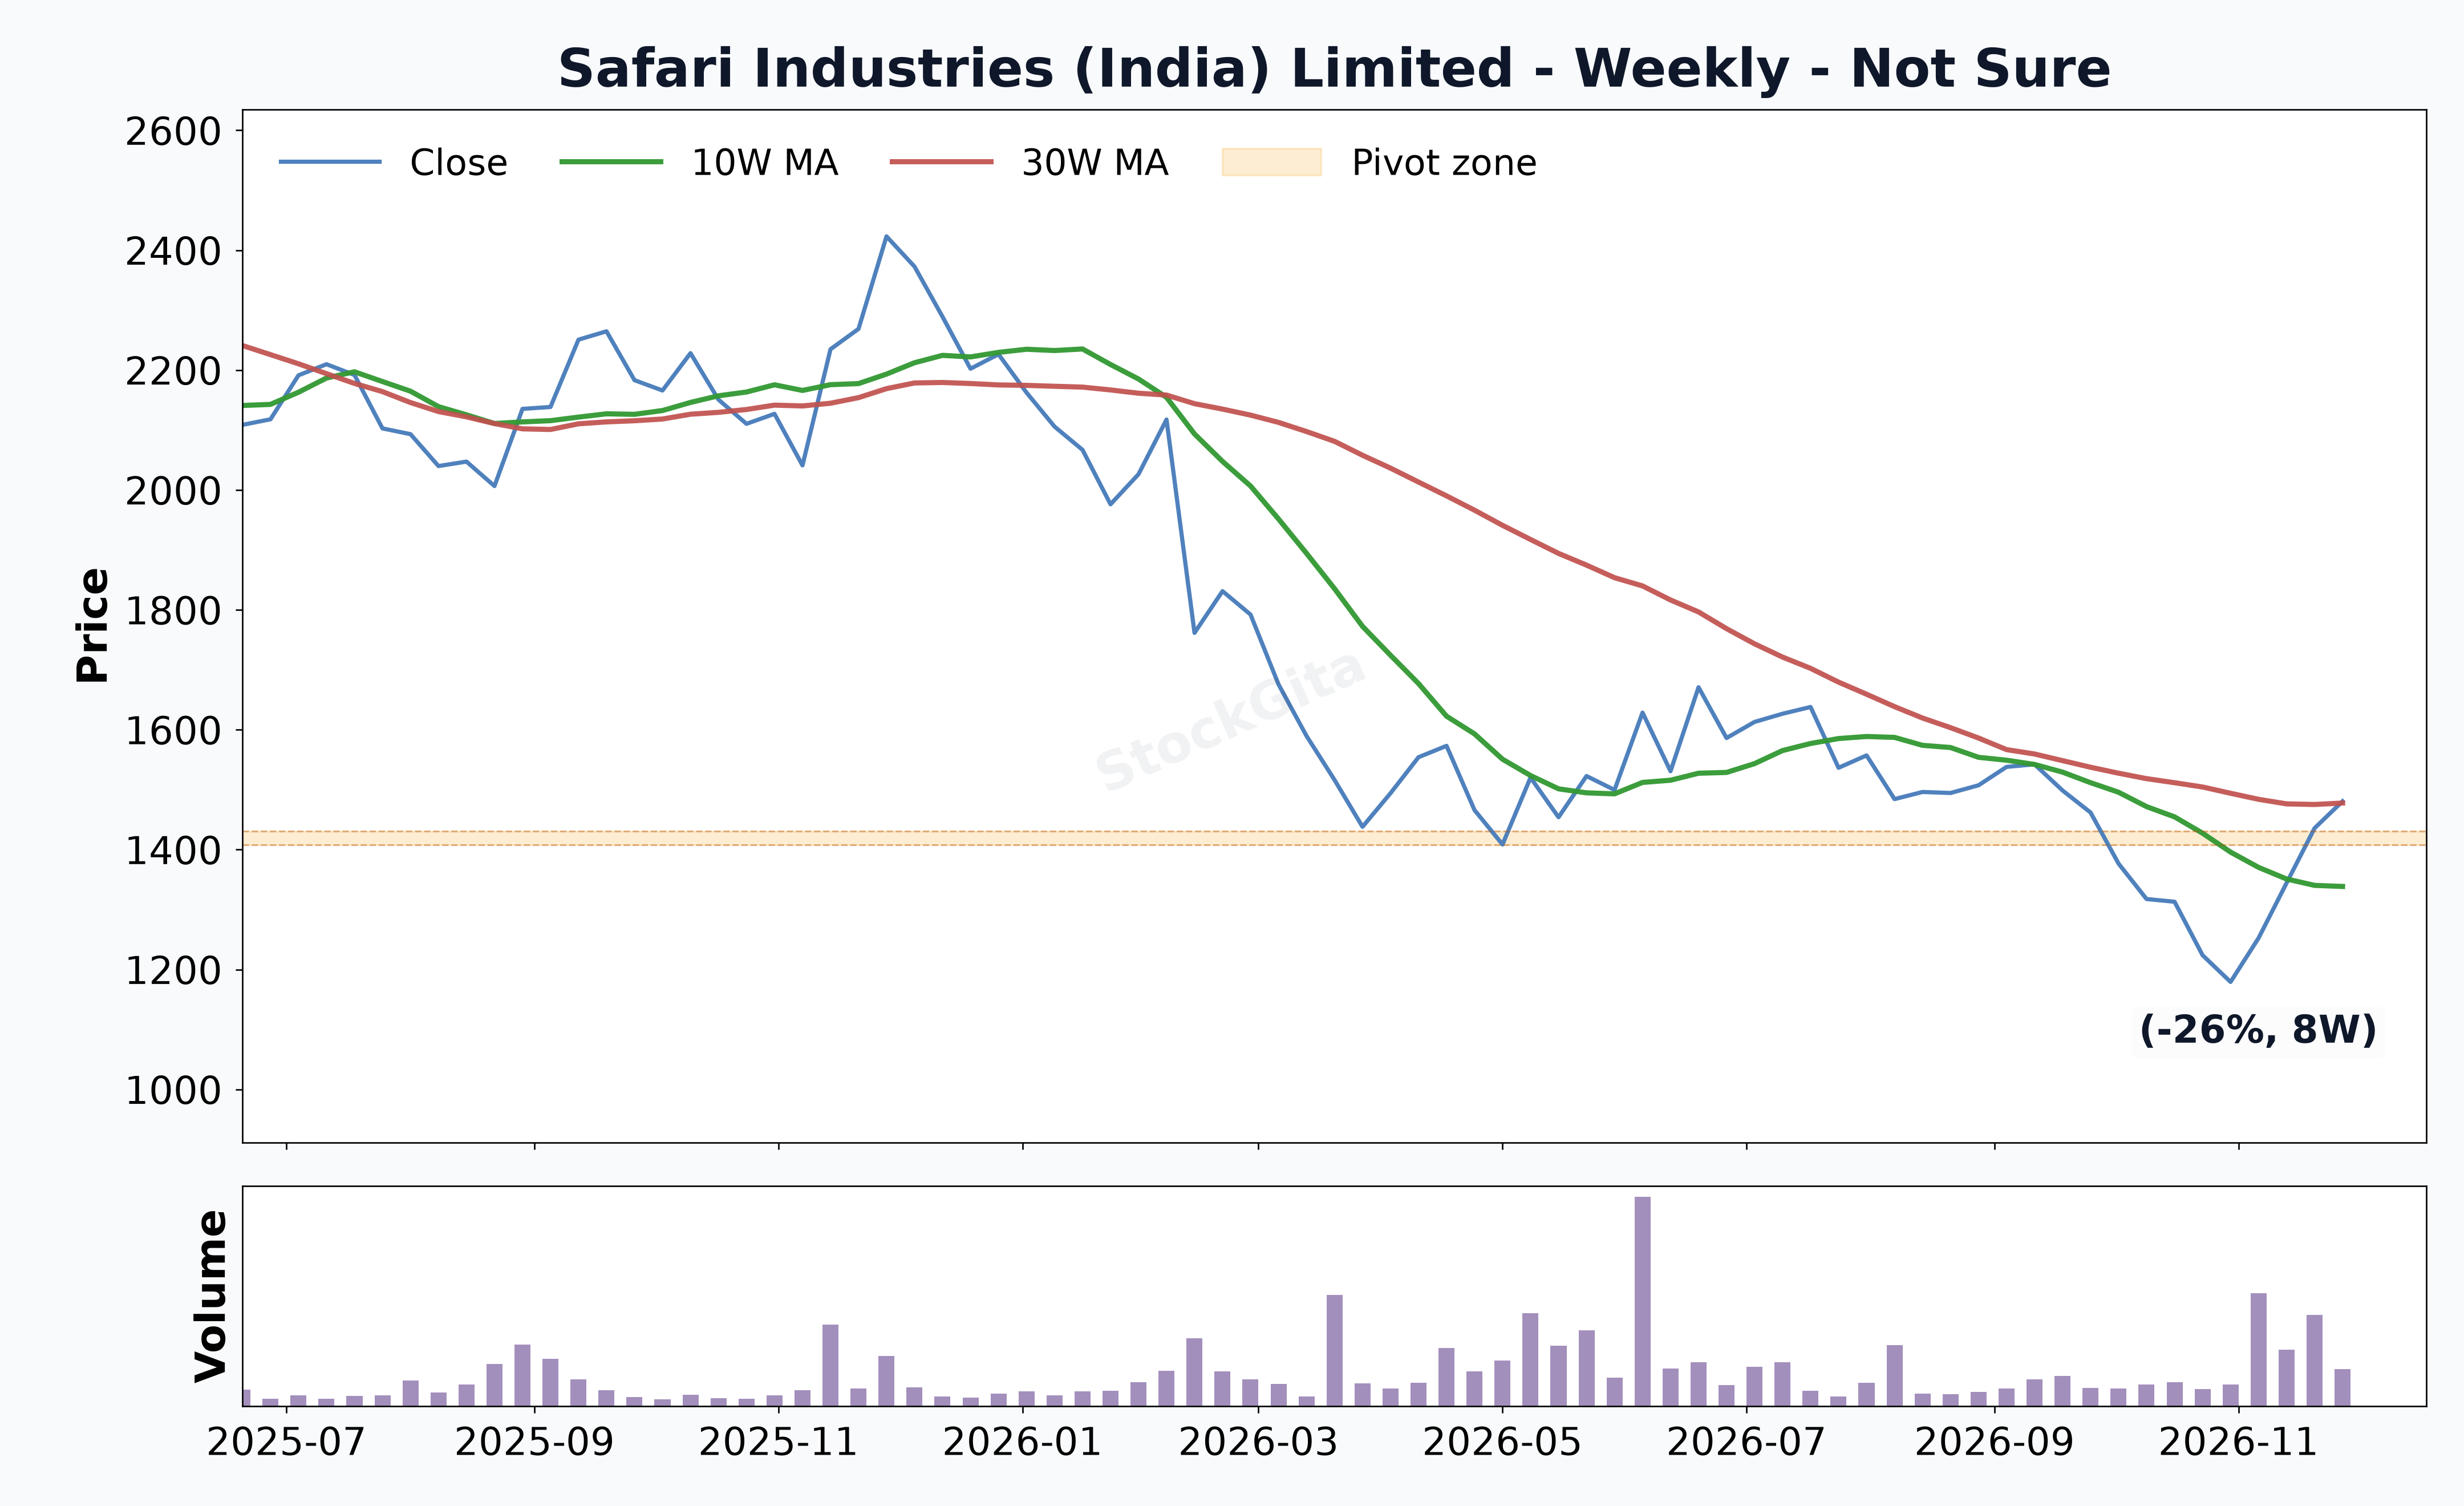 Safari Industries (India) Limited - Weekly - Not Sure
Close 10W MA 30W MA Pivot zone
2600
2400
2200
2000
1800
1600
1400
1200
1000
Price
StockGita
(-26%, 8W)
Volume
2025-07 2025-09 2025-11 2026-01 2026-03 2026-05 2026-07 2026-09 2026-11